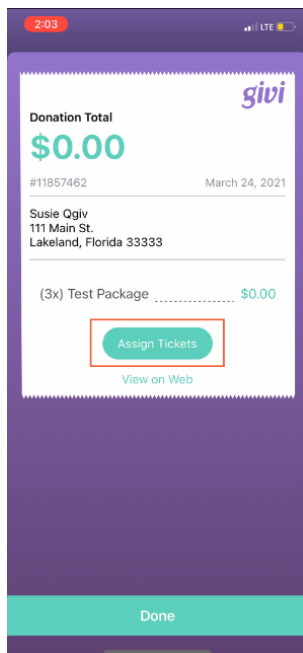 2:03
LTE
givi
Donation Total
$0.00
#11857462 March 24, 2021
Susie Qgiv
111 Main St.
Lakeland, Florida 33333
(3x) Test Package $0.00
Assign Tickets
View on Web
Done